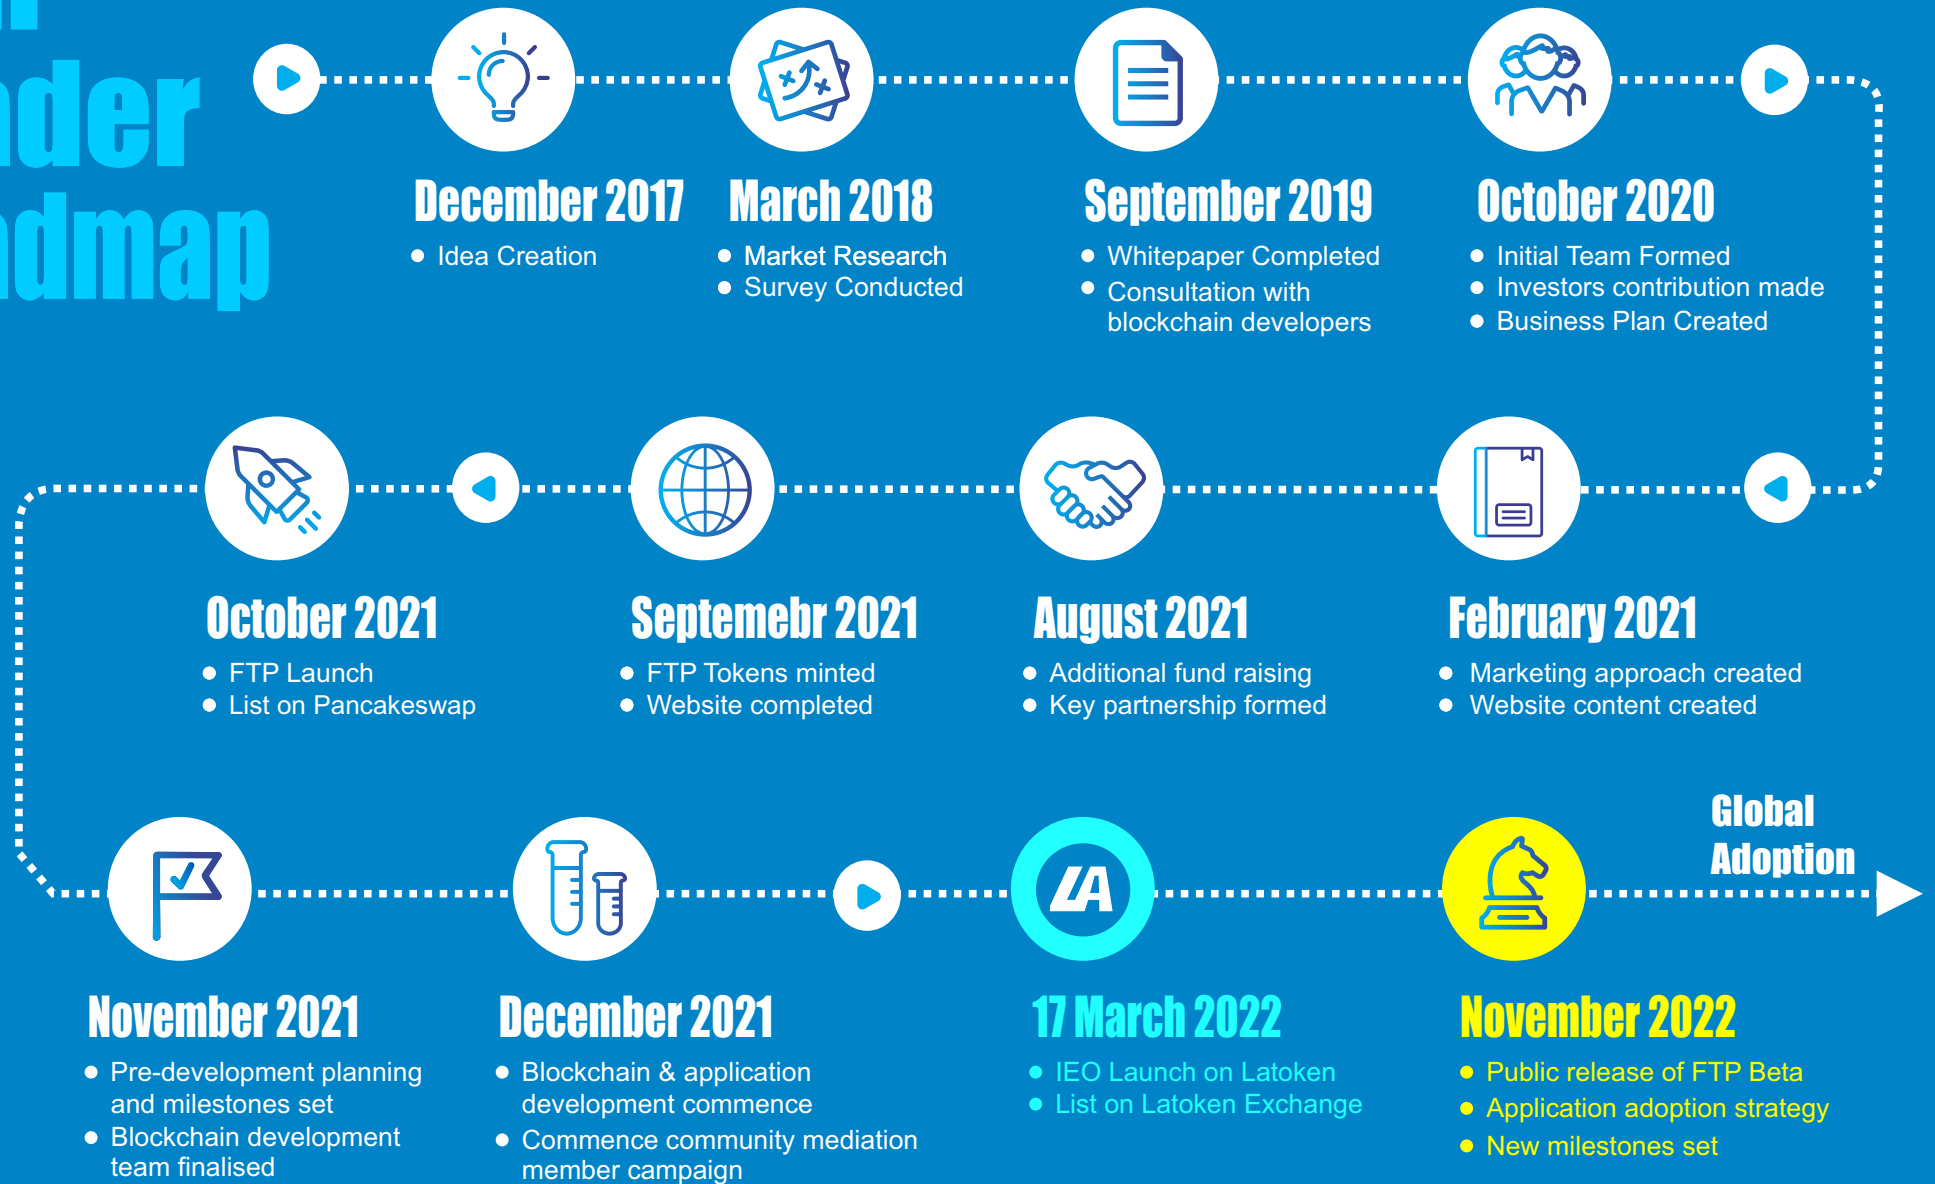 ader
admap
December 2017
Idea Creation
March 2018
Market Research
Survey Conducted
September 2019
Whitepaper Completed
Consultation with
blockchain developers
October 2020
Initial Team Formed
Investors contribution made
Business Plan Created
October 2021
FTP Launch
List on Pancakeswap
Septemebr 2021
FTP Tokens minted
Website completed
August 2021
Additional fund raising
Key partnership formed
February 2021
Marketing approach created
Website content created
Global
Adoption
LA
November 2021
Pre-development planning
and milestones set
Blockchain development
team finalised
December 2021
Blockchain & application
development commence
Commence community mediation
member campaign
17 March 2022
IEO Launch on Latoken
List on Latoken Exchange
November 2022
Public release of FTP Beta
Application adoption strategy
New milestones set